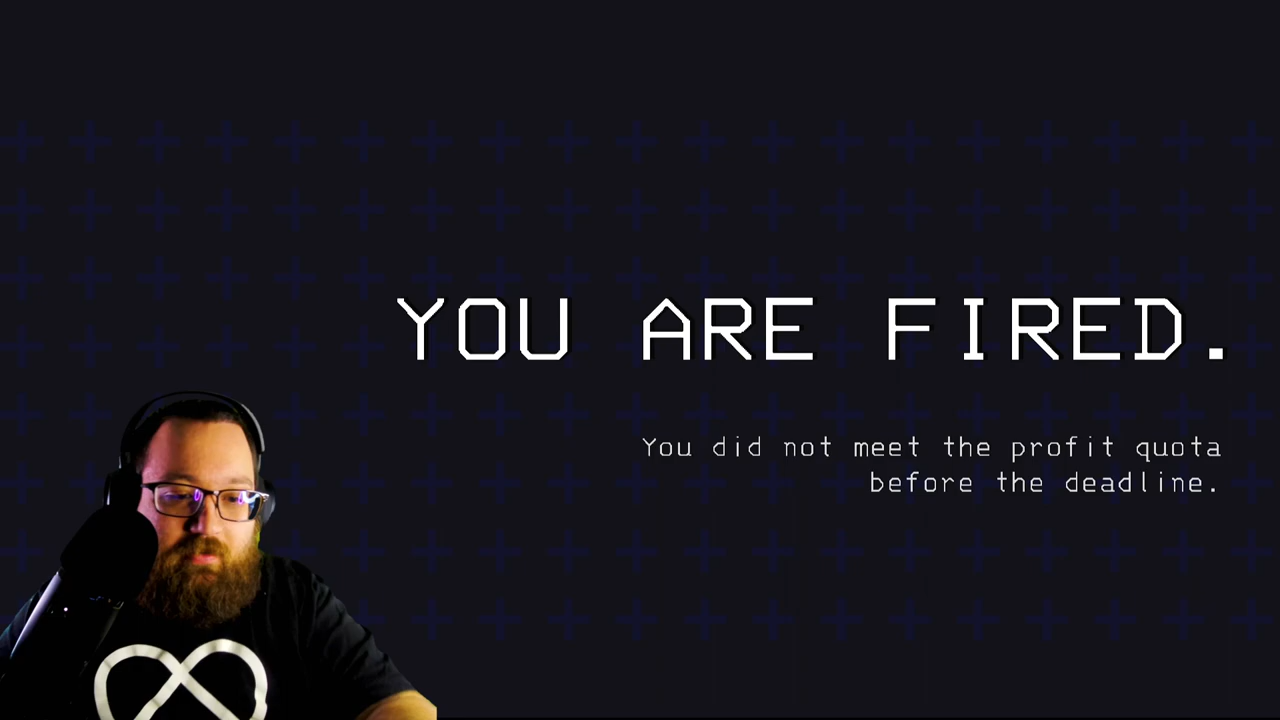 YOU ARE FIRED.
You did not meet the profit quota
before the deadline.